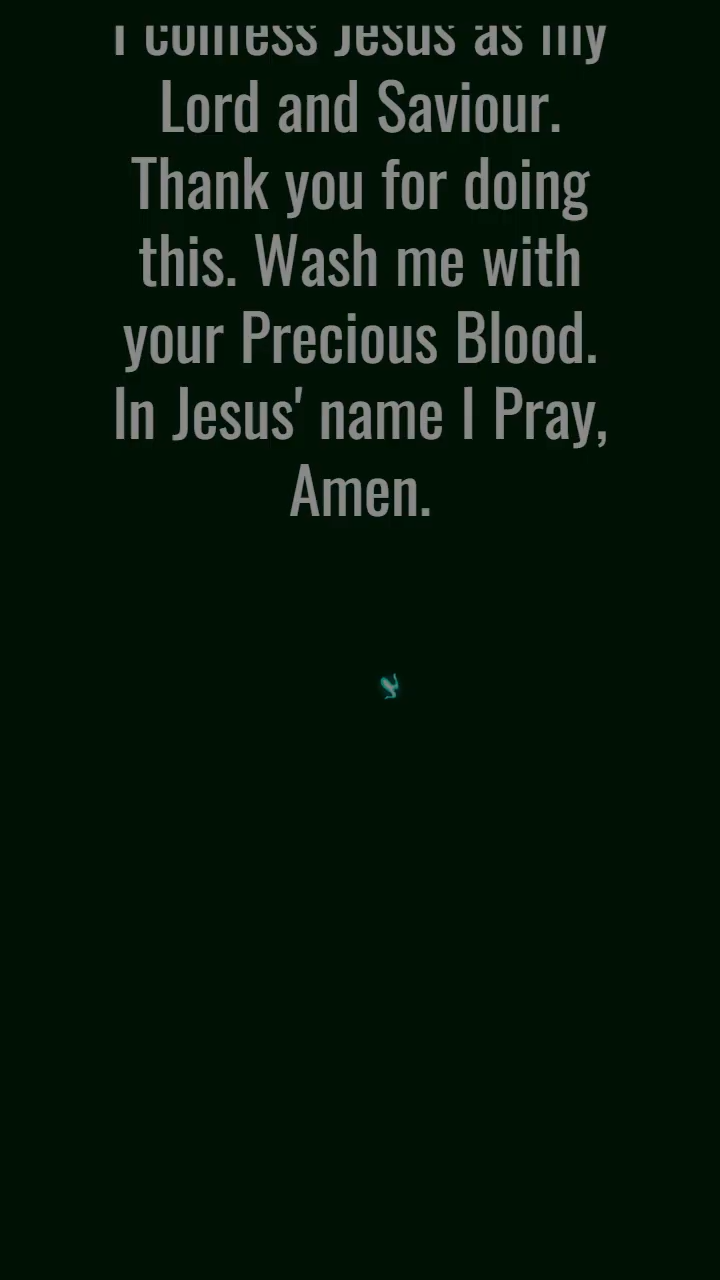 I confess Jesus as my
Lord and Saviour.
Thank you for doing
this. Wash me with
your Precious Blood.
In Jesus' name I Pray,
Amen.